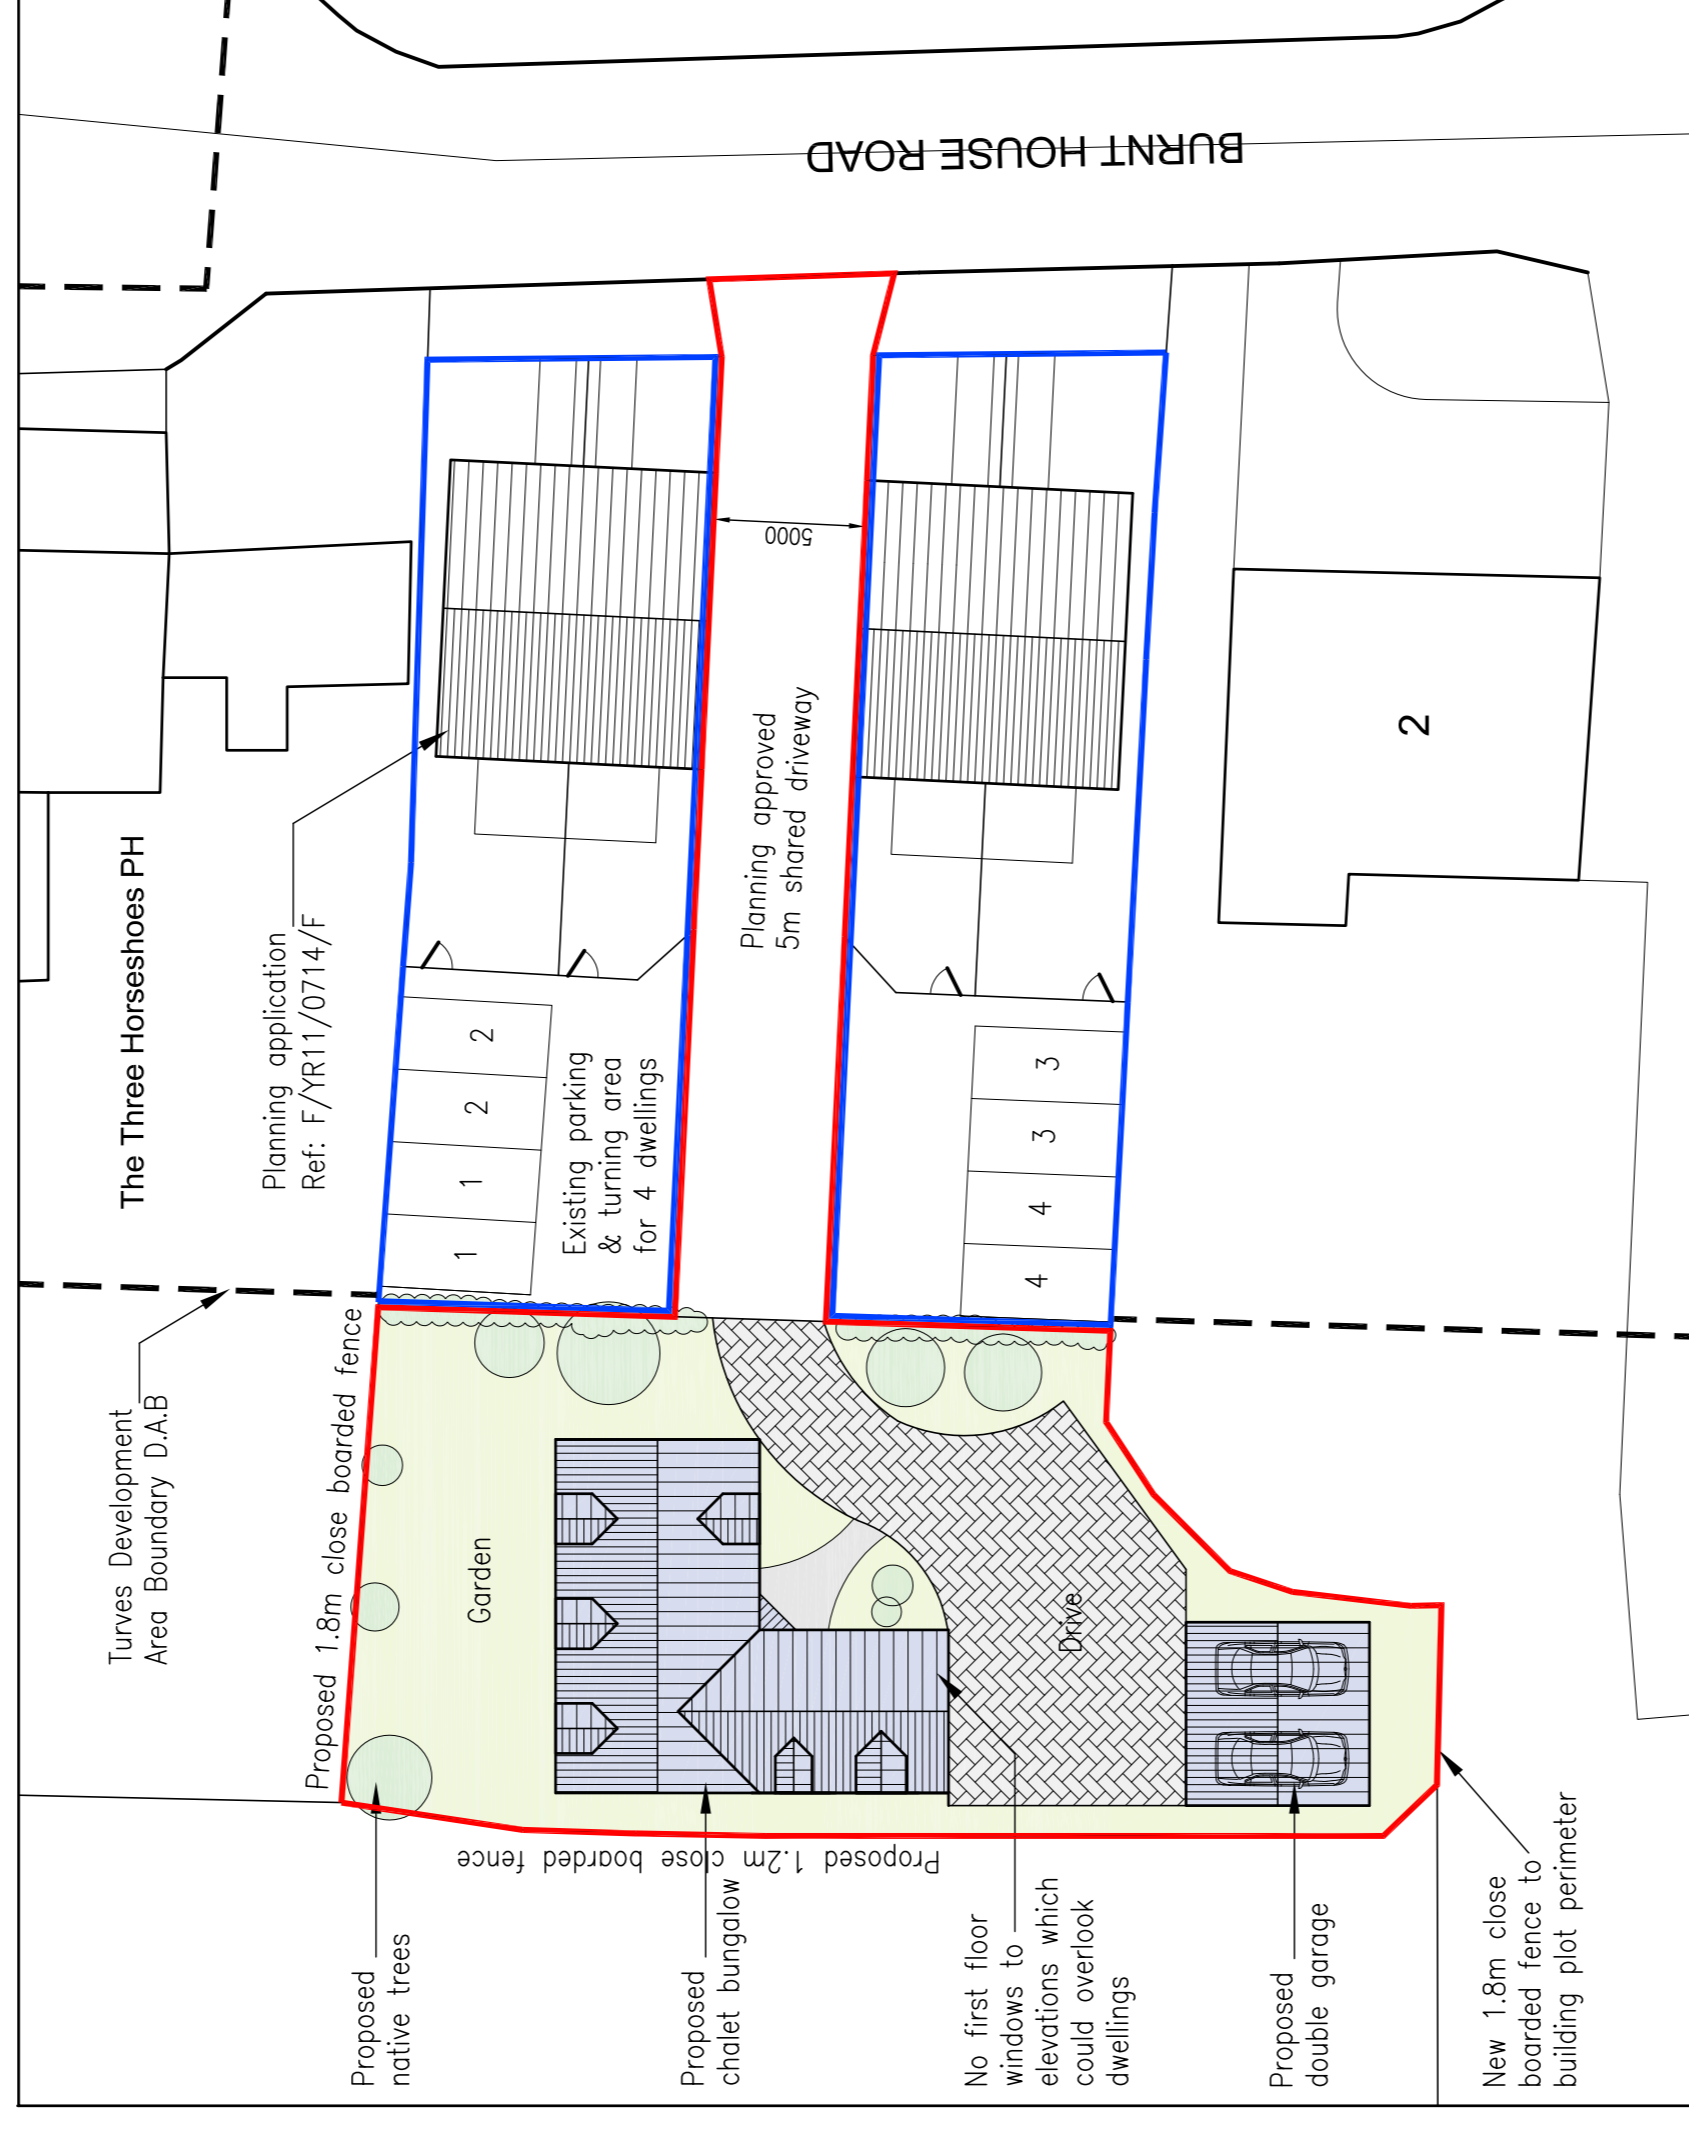 BURNT HOUSE ROAD
The Three Horseshoes PH
Planning application
Ref: F/YR11/0714/F
5000
Planning approved
5m shared driveway
2
2
2
1
1
Existing parking
& turning area
for 4 dwellings
3
3
4
4
Turves Development
Area Boundary D.A.B
Proposed 1.8m close boarded fence
Garden
Drive
Proposed 1.2m close boarded fence
Proposed
native trees
Proposed
chalet bungalow
No first floor
windows to
elevations which
could overlook
dwellings
Proposed
double garage
New 1.8m close
boarded fence to
building plot perimeter